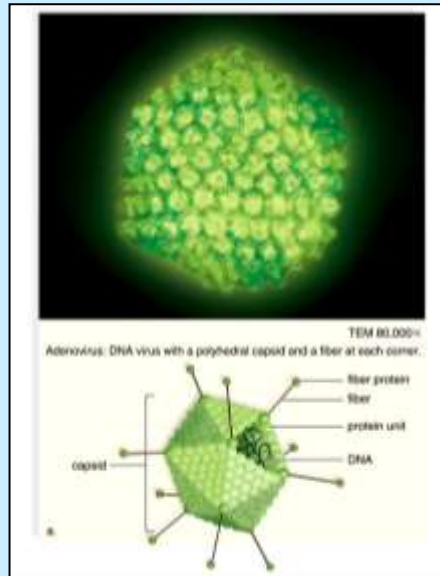 TEM 80,000×
Adenovirus: DNA virus with a polyhedral capsid and a fiber at each corner.
fiber protein
fiber
protein unit
capsid
DNA
a.